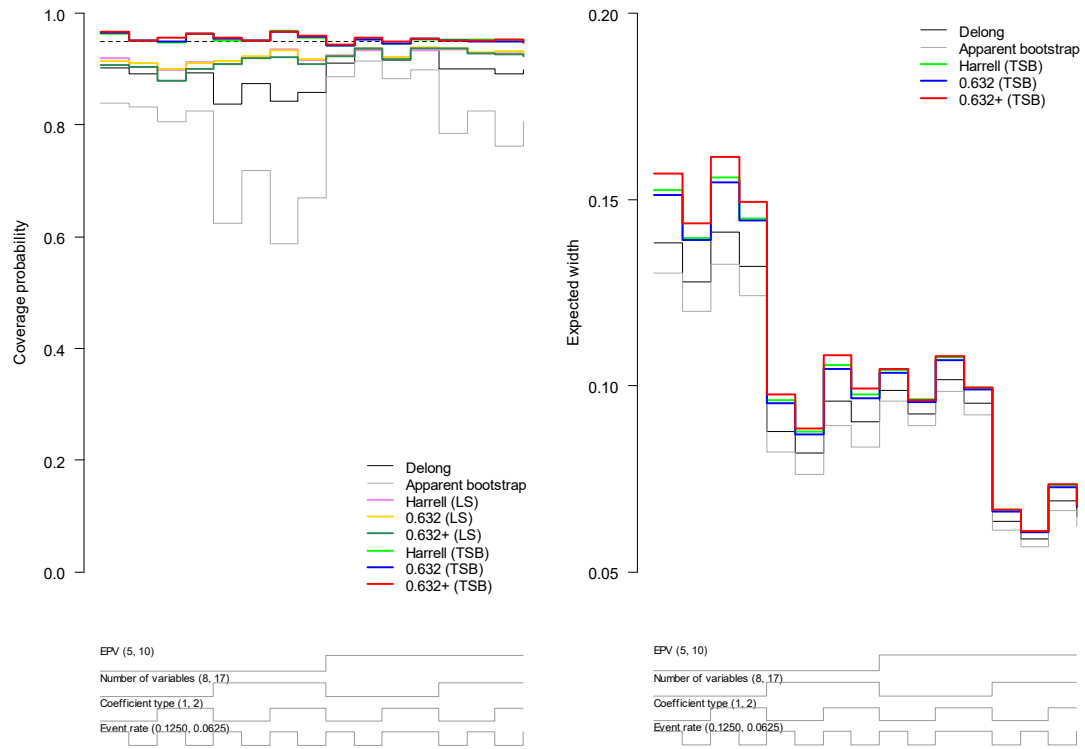 1.0
0.8
0.6
0.4
0.2
0.0
Coverage probability
Delong
Apparent bootstrap
Harrell (LS)
0.632 (LS)
0.632+ (LS)
Harrell (TSB)
0.632 (TSB)
0.632+ (TSB)
EPV (5, 10)
Number of variables (8, 17)
Coefficient type (1, 2)
Event rate (0.1250, 0.0625)
0.20
0.15
0.10
0.05
Expected width
Delong
Apparent bootstrap
Harrell (TSB)
0.632 (TSB)
0.632+ (TSB)
EPV (5, 10)
Number of variables (8, 17)
Coefficient type (1, 2)
Event rate (0.1250, 0.0625)